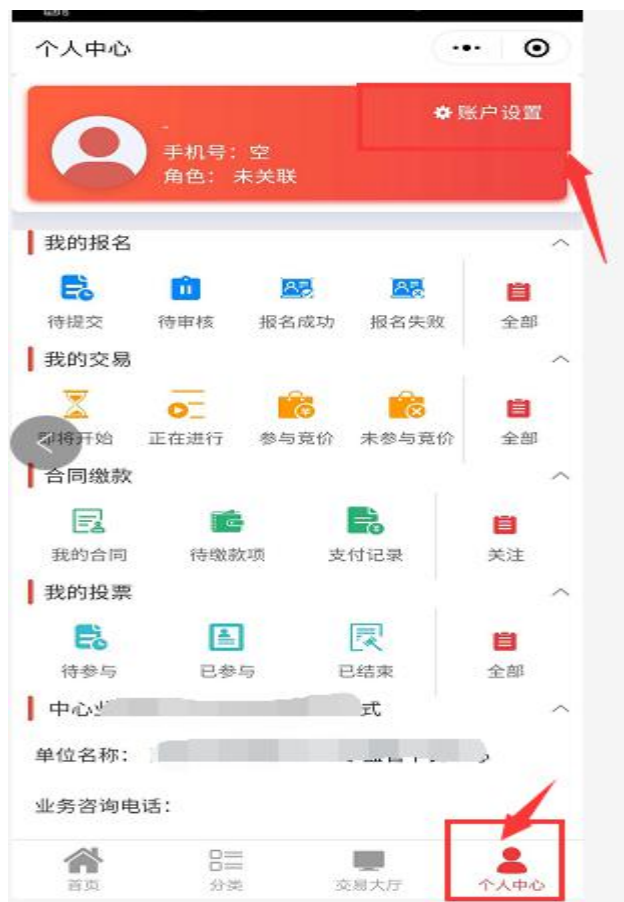 个人中心
账户设置
-
手机号：空
角色： 未关联
我的报名
待提交 待审核 报名成功 报名失败 全部
我的交易
即将开始 正在进行 参与竞价 未参与竞价 全部
合同缴款
我的合同 待缴款项 支付记录 关注
我的投票
待参与 已参与 已结束 全部
中心 式
单位名称：
业务咨询电话：
首页 分类 交易大厅 个人中心